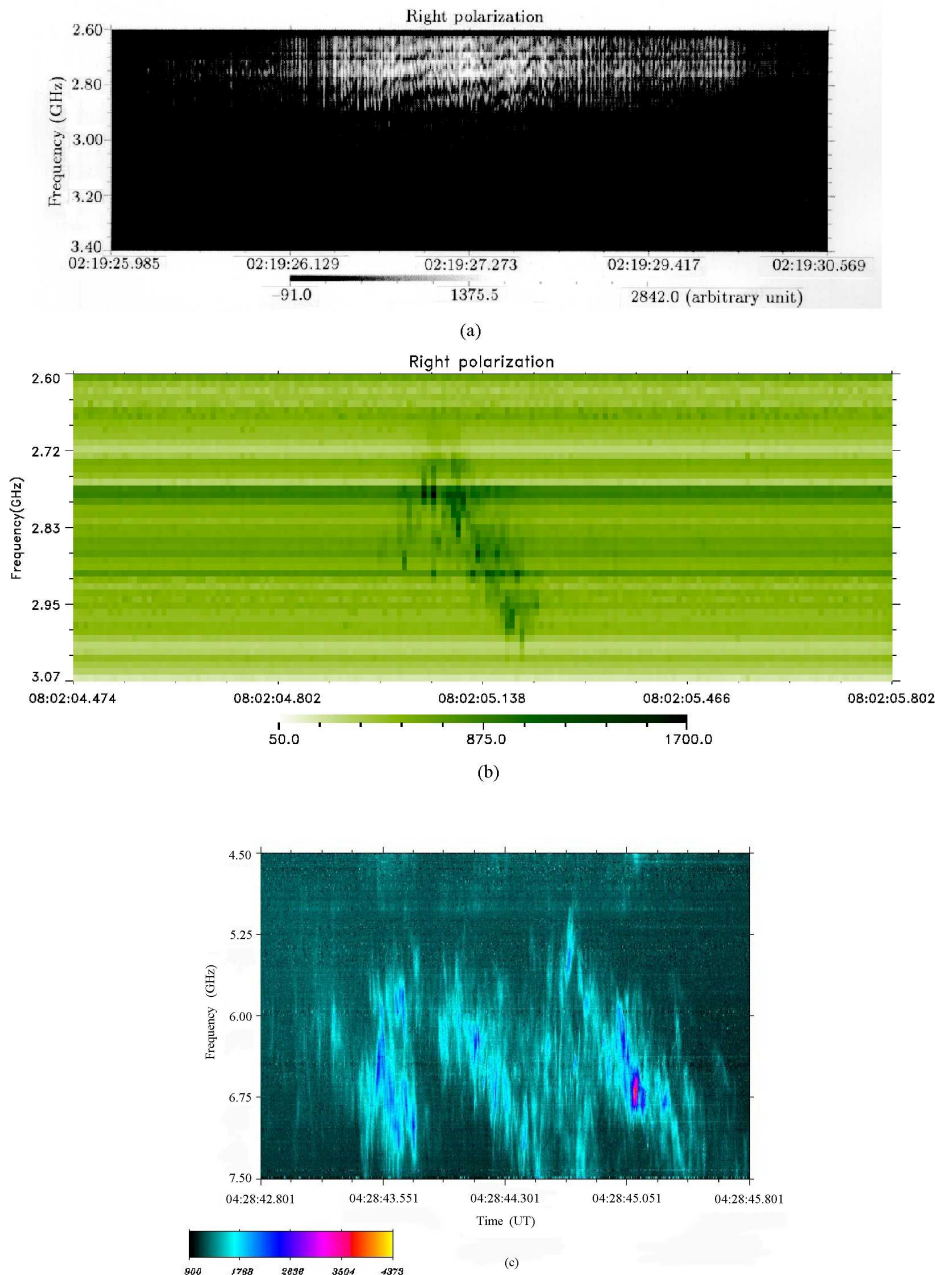 Right polarization
2.60
2.80
3.00
3.20
3.40
Frequency (GHz)
02:19:25.985 02:19:26.129 02:19:27.273 02:19:29.417 02:19:30.569
-91.0 1375.5 2842.0 (arbitrary unit)
(a)
Right polarization
2.60
2.72
2.83
2.95
3.07
Frequency(GHz)
08:02:04.474 08:02:04.802 08:02:05.138 08:02:05.466 08:02:05.802
50.0 875.0 1700.0
(b)
4.50
5.25
6.00
6.75
7.50
Frequency (GHz)
04:28:42.801 04:28:43.551 04:28:44.301 04:28:45.051 04:28:45.801
Time (UT)
900 1768 2636 3504 4373
(c)